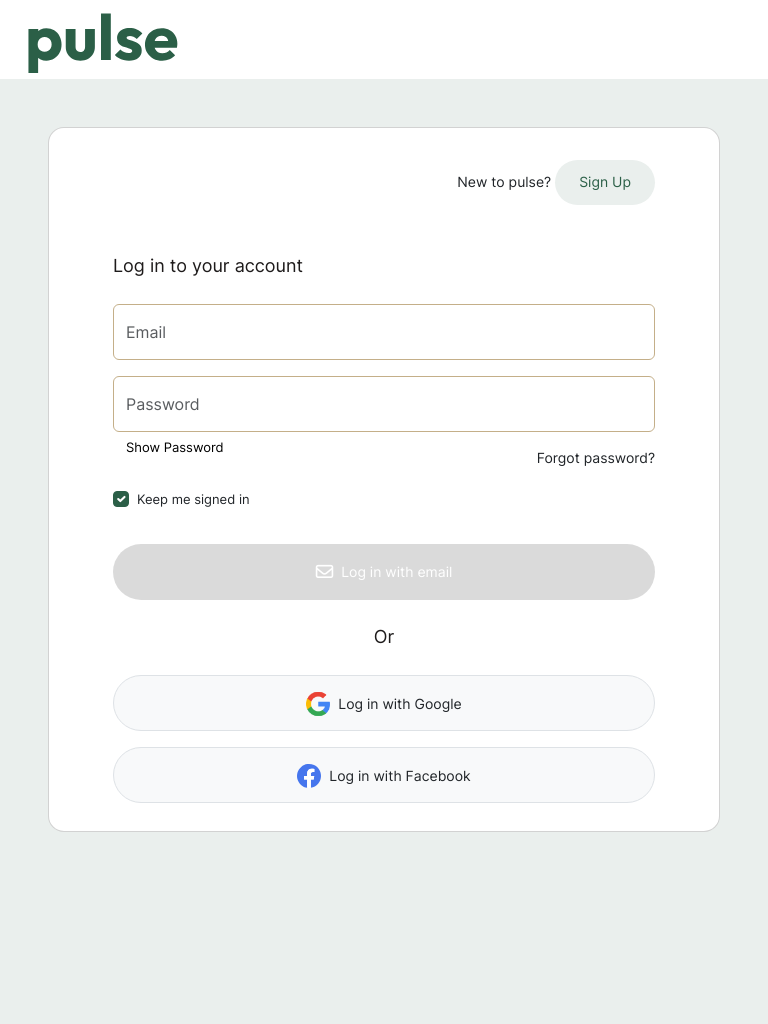 pulse
New to pulse? Sign Up
Log in to your account
Email
Password
Show Password
Forgot password?
Keep me signed in
Log in with email
Or
Log in with Google
Log in with Facebook